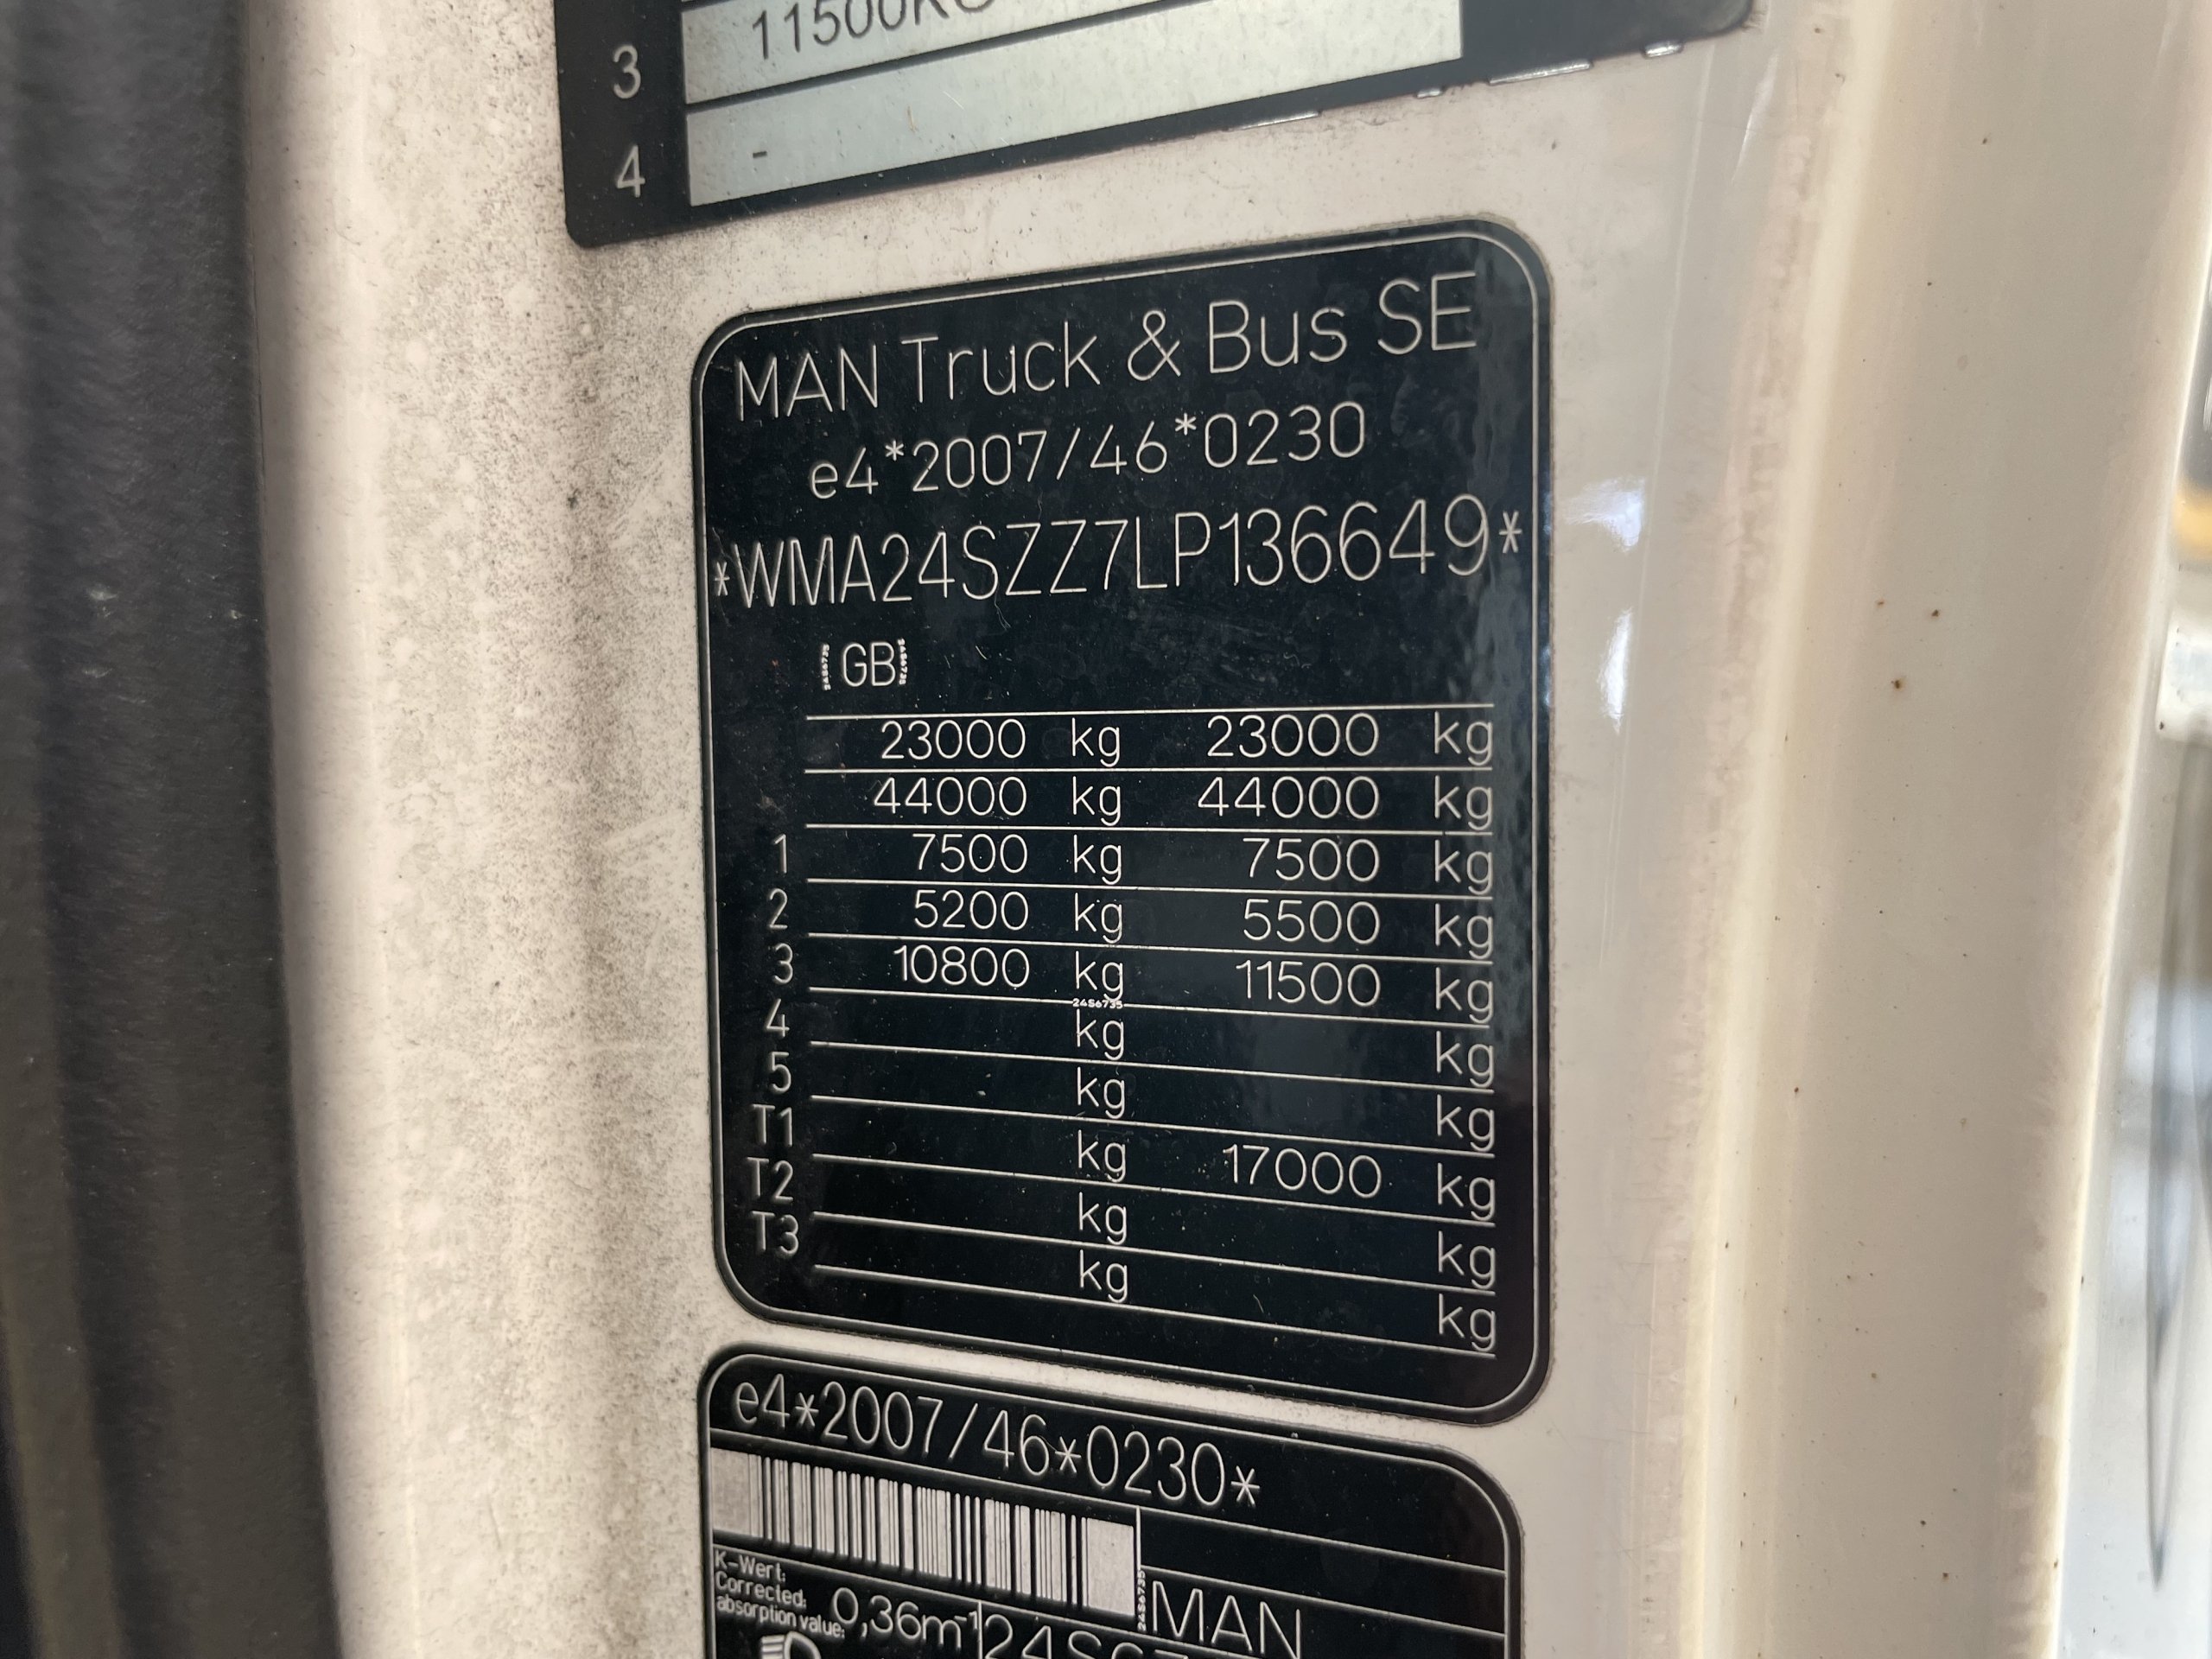 3 11500KG
4 -
MAN Truck & Bus SE
e4*2007/46*0230
*WMA24SZZ7LP136649*
GB
23000 kg 23000 kg
44000 kg 44000 kg
1 7500 kg 7500 kg
2 5200 kg 5500 kg
3 10800 kg 11500 kg
24S6735
4 kg kg
5 kg kg
T1 kg 17000 kg
T2 kg kg
T3 kg kg
e4*2007/46*0230*
24S6735
MAN
K-Wert:
Corrected:
absorption value: 0,36m⁻¹